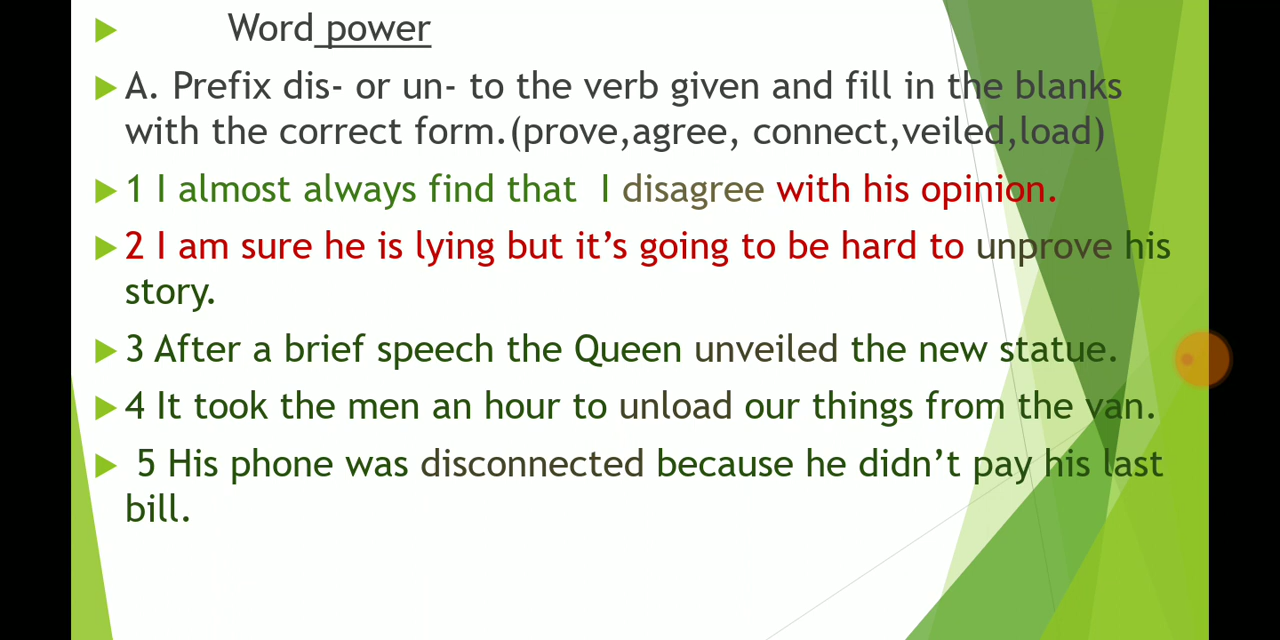 Word power
A. Prefix dis- or un- to the verb given and fill in the blanks
with the correct form.(prove,agree, connect,veiled,load)
1 I almost always find that  I disagree with his opinion.
2 I am sure he is lying but it’s going to be hard to unprove his
story.
3 After a brief speech the Queen unveiled the new statue.
4 It took the men an hour to unload our things from the van.
5 His phone was disconnected because he didn’t pay his last
bill.